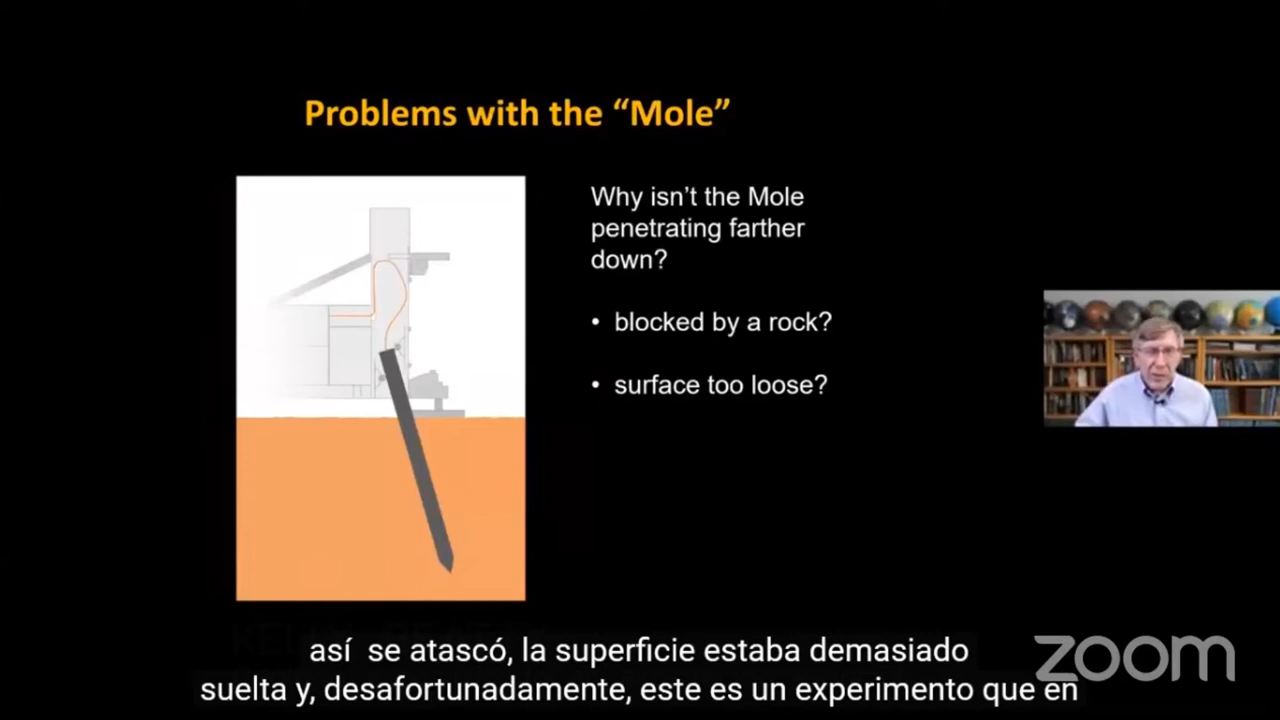 Problems with the “Mole”
Why isn’t the Mole
penetrating farther
down?
• blocked by a rock?
• surface too loose?
así se atascó, la superficie estaba demasiado
suelta y, desafortunadamente, este es un experimento que en
zoom